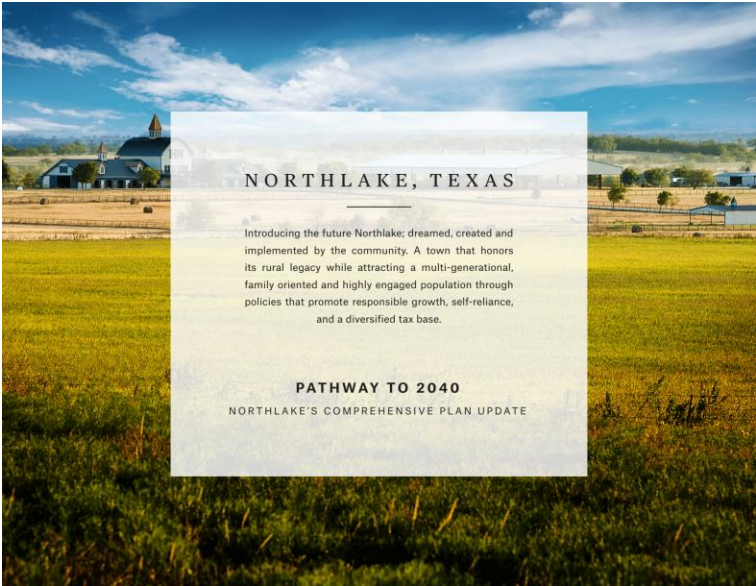 NORTHLAKE, TEXAS
Introducing the future Northlake; dreamed, created and
implemented by the community. A town that honors
its rural legacy while attracting a multi-generational,
family oriented and highly engaged population through
policies that promote responsible growth, self-reliance,
and a diversified tax base.
PATHWAY TO 2040
NORTHLAKE'S COMPREHENSIVE PLAN UPDATE